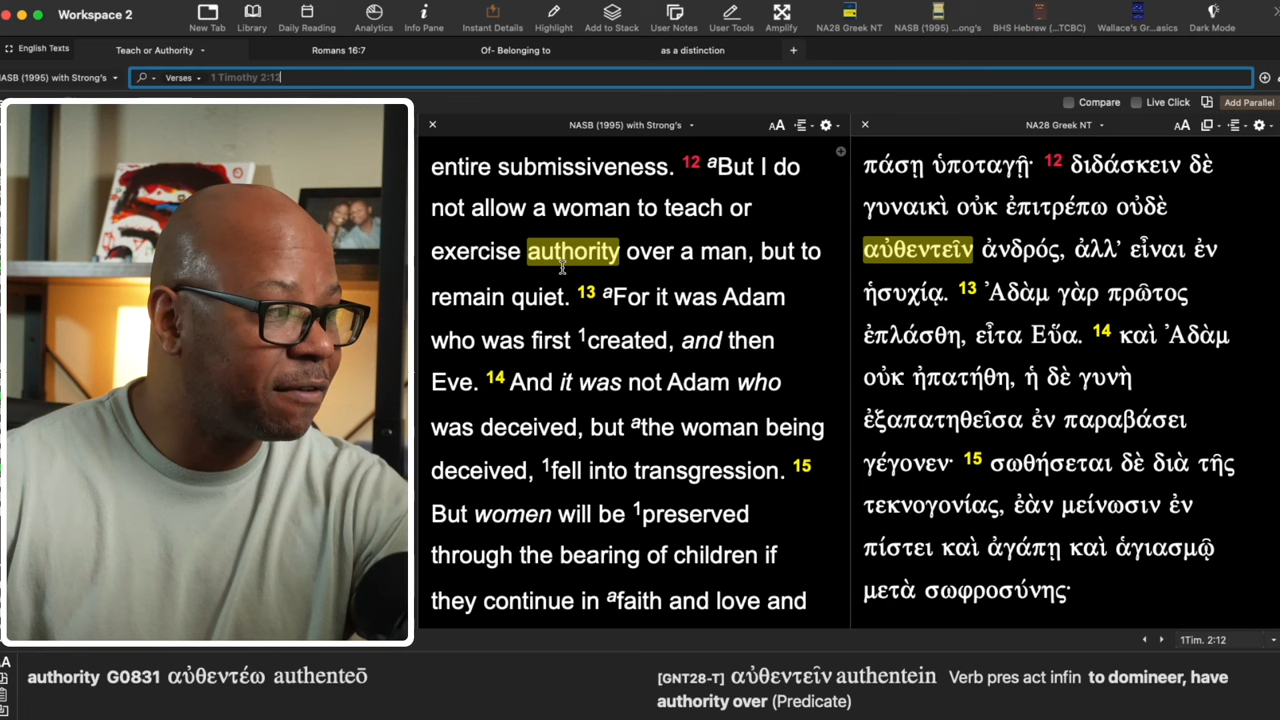 Workspace 2
New Tab Library Daily Reading Analytics Info Pane Instant Details Highlight Add to Stack User Notes User Tools Amplify NA28 Greek NT NASB (1995) ...ong's) BHS Hebrew (...TCBC) Wallace's Gr...asics Dark Mode
English Texts Teach or Authority Romans 16:7 Of- Belonging to as a distinction +
NASB (1995) with Strong's Verses 1 Timothy 2:12
Compare Live Click Add Parallel
NASB (1995) with Strong's AA
entire submissiveness. 12 aBut I do
not allow a woman to teach or
exercise authority over a man, but to
remain quiet. 13 aFor it was Adam
who was first 1created, and then
Eve. 14 And it was not Adam who
was deceived, but athe woman being
deceived, 1fell into transgression. 15
But women will be 1preserved
through the bearing of children if
they continue in afaith and love and
NA28 Greek NT AA
πάσῃ ὑποταγῇ· 12 διδάσκειν δὲ
γυναικὶ οὐκ ἐπιτρέπω οὐδὲ
αὐθεντεῖν ἀνδρός, ἀλλ’ εἶναι ἐν
ἡσυχίᾳ. 13 Ἀδὰμ γὰρ πρῶτος
ἐπλάσθη, εἶτα Εὕα. 14 καὶ Ἀδὰμ
οὐκ ἠπατήθη, ἡ δὲ γυνὴ
ἐξαπατηθεῖσα ἐν παραβάσει
γέγονεν· 15 σωθήσεται δὲ διὰ τῆς
τεκνογονίας, ἐὰν μείνωσιν ἐν
πίστει καὶ ἀγάπῃ καὶ ἁγιασμῷ
μετὰ σωφροσύνης·
1Tim. 2:12
AA
authority G0831 αὐθεντέω authenteō
[GNT28-T] αὐθεντεῖν authentein Verb pres act infin to domineer, have
authority over (Predicate)